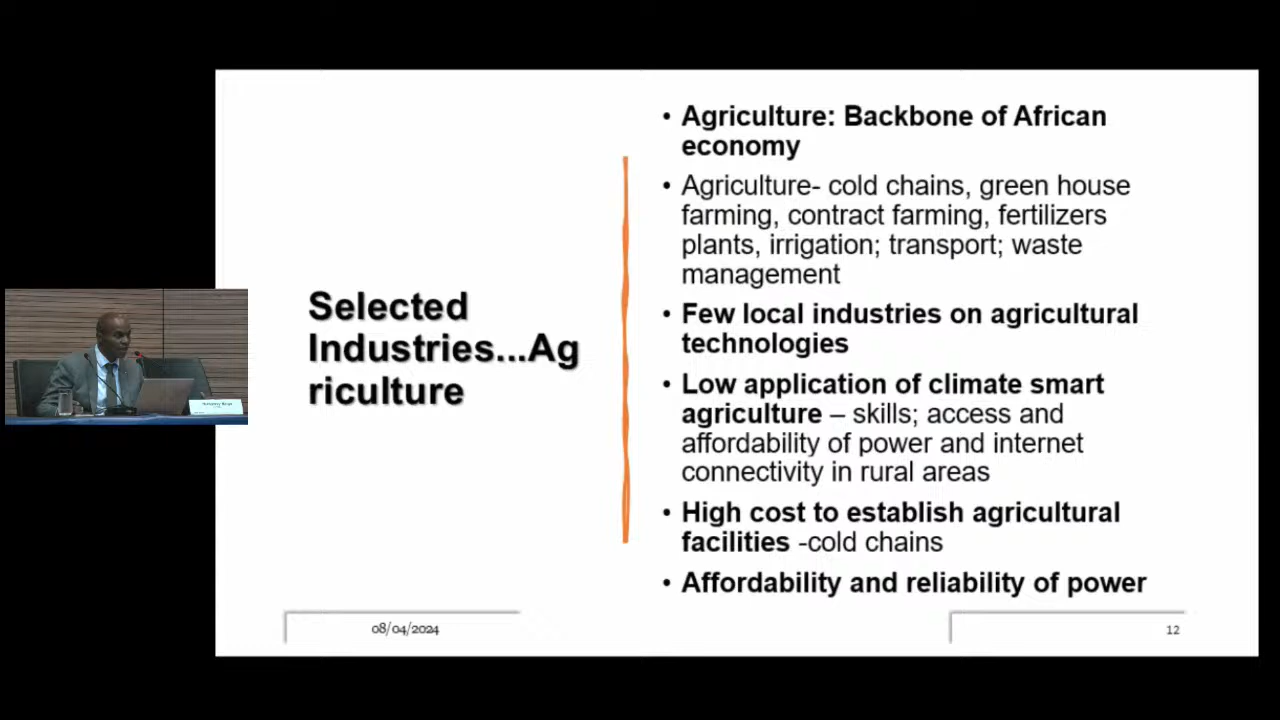 Selected
Industries...Ag
riculture
• Agriculture: Backbone of African
economy
• Agriculture- cold chains, green house
farming, contract farming, fertilizers
plants, irrigation; transport; waste
management
• Few local industries on agricultural
technologies
• Low application of climate smart
agriculture – skills; access and
affordability of power and internet
connectivity in rural areas
• High cost to establish agricultural
facilities -cold chains
• Affordability and reliability of power
08/04/2024
12